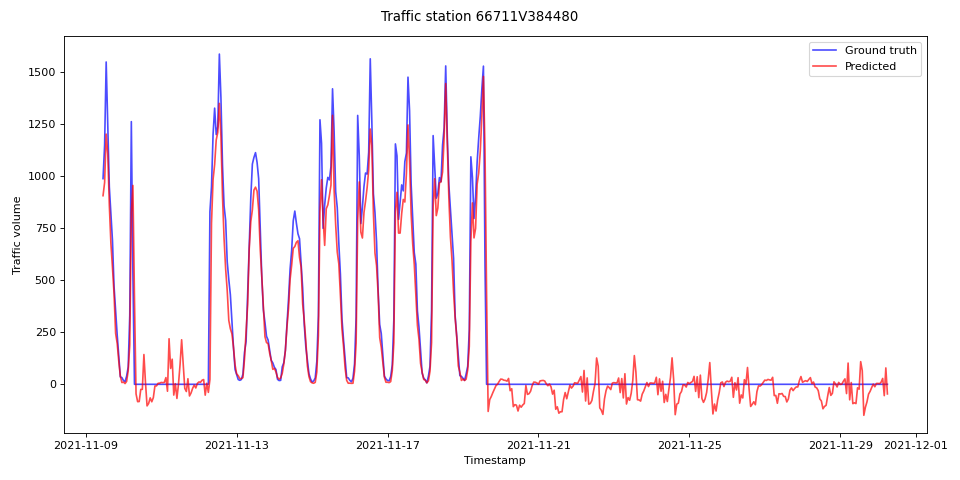 Traffic station 66711V384480
Ground truth
Predicted
Traffic volume
1500
1250
1000
750
500
250
0
2021-11-09
2021-11-13
2021-11-17
2021-11-21
2021-11-25
2021-11-29
2021-12-01
Timestamp